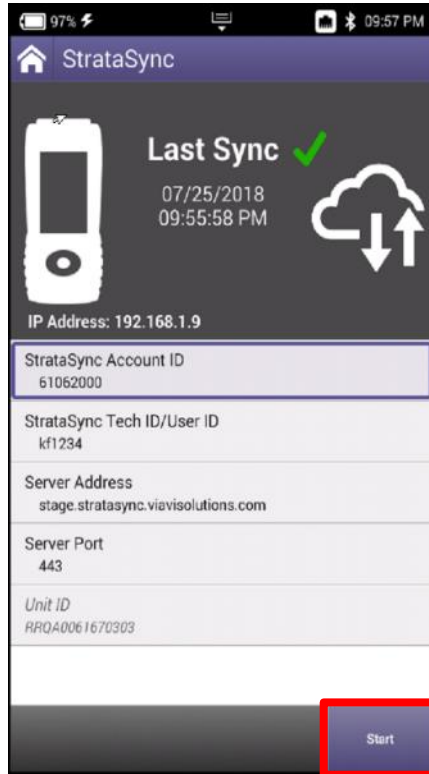 97% 09:57 PM
StrataSync
Last Sync
07/25/2018
09:55:58 PM
IP Address: 192.168.1.9
StrataSync Account ID
61062000
StrataSync Tech ID/User ID
kf1234
Server Address
stage.stratasync.viavisolutions.com
Server Port
443
Unit ID
RRQA0061670303
Start